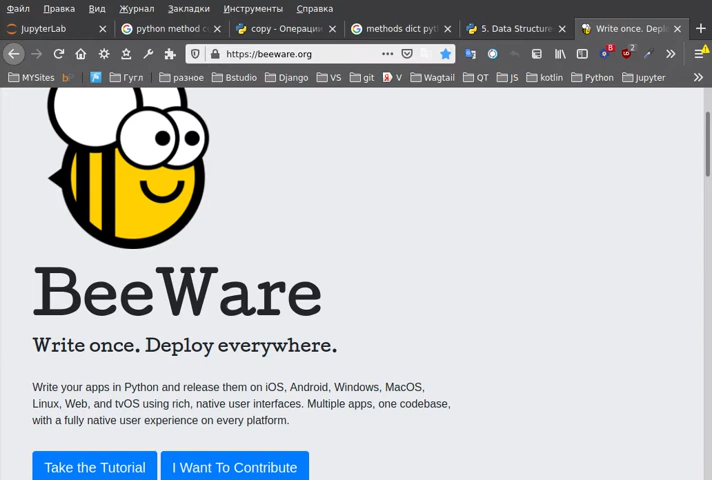 Файл Правка Вид Журнал Закладки Инструменты Справка
JupyterLab python method c copy - Операции methods dict pyt 5. Data Structure Write once. Deplo
https://beeware.org 8 2
MYSites Гугл разное Bstudio Django VS git V Wagtail QT JS kotlin Python Jupyter
BeeWare
Write once. Deploy everywhere.
Write your apps in Python and release them on iOS, Android, Windows, MacOS,
Linux, Web, and tvOS using rich, native user interfaces. Multiple apps, one codebase,
with a fully native user experience on every platform.
Take the Tutorial I Want To Contribute